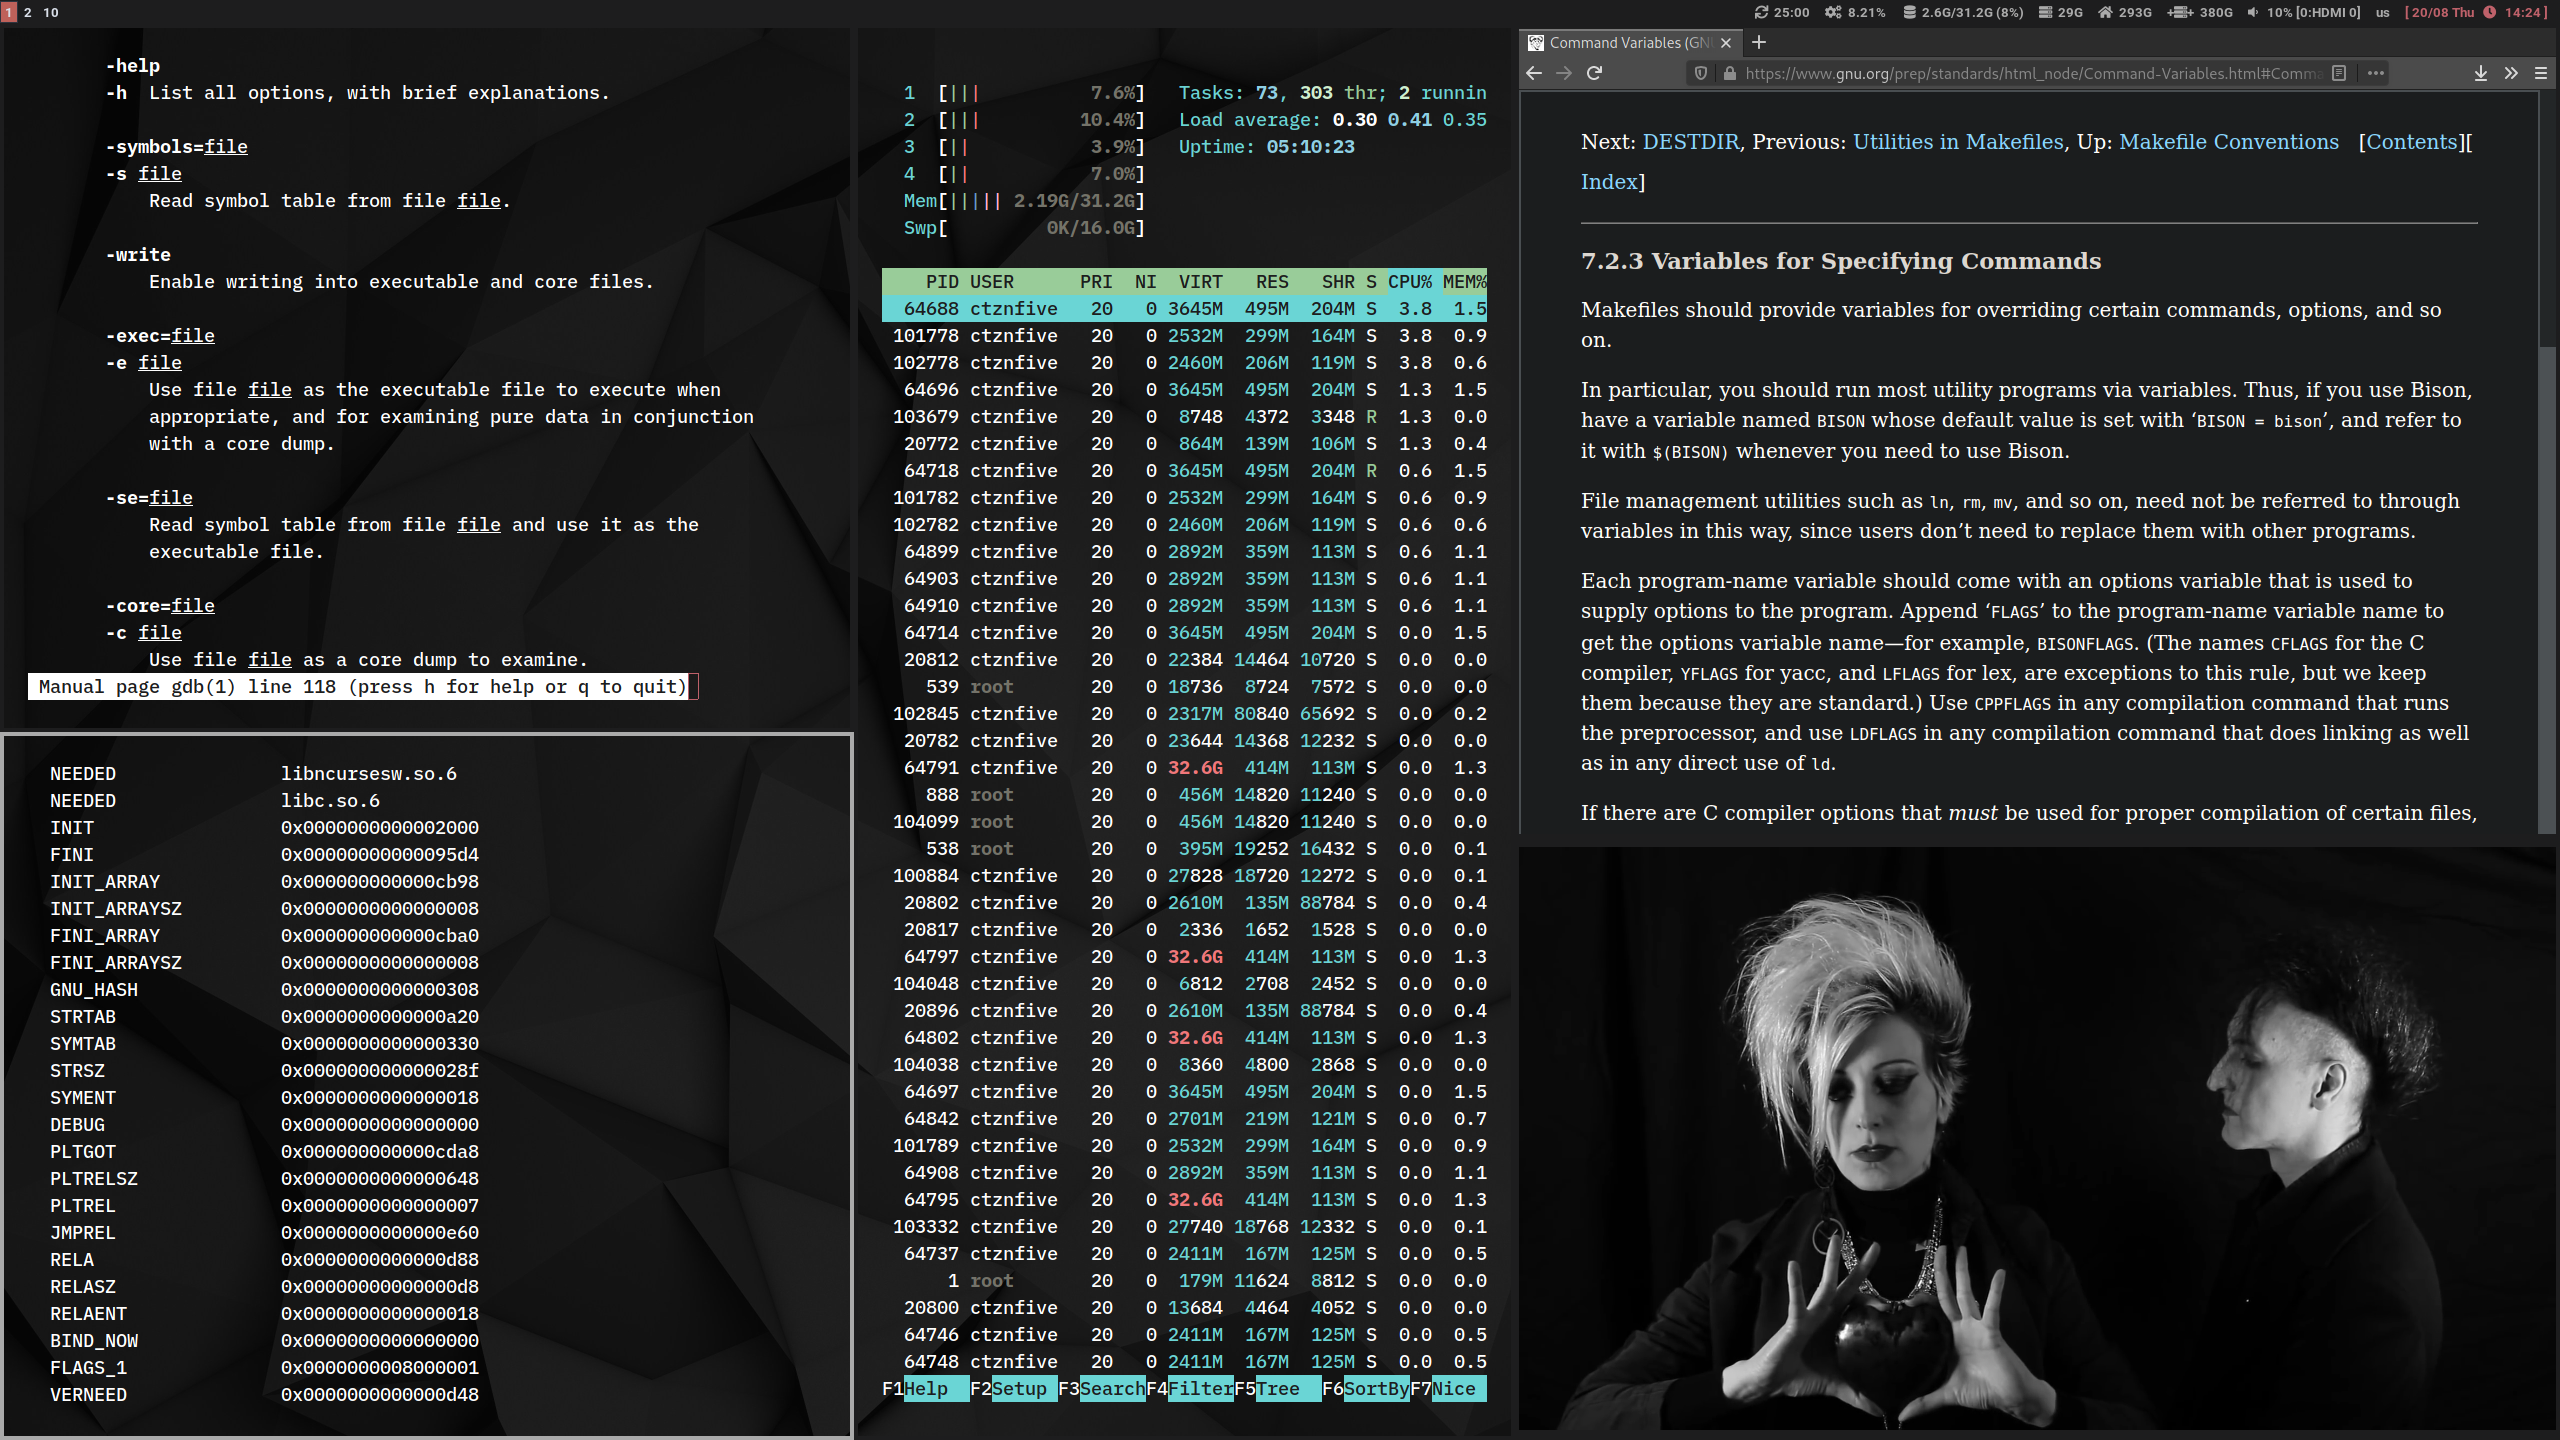 1 2 10
25:00 8.21% 2.6G/31.2G (8%) 29G 293G 380G 10% [0:HDMI 0] us [ 20/08 Thu 14:24 ]
-help
-h List all options, with brief explanations.
-symbols=file
-s file
Read symbol table from file file.
-write
Enable writing into executable and core files.
-exec=file
-e file
Use file file as the executable file to execute when
appropriate, and for examining pure data in conjunction
with a core dump.
-se=file
Read symbol table from file file and use it as the
executable file.
-core=file
-c file
Use file file as a core dump to examine.
Manual page gdb(1) line 118 (press h for help or q to quit)
NEEDED libncursesw.so.6
NEEDED libc.so.6
INIT 0x0000000000002000
FINI 0x00000000000095d4
INIT_ARRAY 0x000000000000cb98
INIT_ARRAYSZ 0x0000000000000008
FINI_ARRAY 0x000000000000cba0
FINI_ARRAYSZ 0x0000000000000008
GNU_HASH 0x0000000000000308
STRTAB 0x0000000000000a20
SYMTAB 0x0000000000000330
STRSZ 0x000000000000028f
SYMENT 0x0000000000000018
DEBUG 0x0000000000000000
PLTGOT 0x000000000000cda8
PLTRELSZ 0x0000000000000648
PLTREL 0x0000000000000007
JMPREL 0x0000000000000e60
RELA 0x0000000000000d88
RELASZ 0x00000000000000d8
RELAENT 0x0000000000000018
BIND_NOW 0x0000000000000000
FLAGS_1 0x0000000008000001
VERNEED 0x0000000000000d48
1 [||| 7.6%] Tasks: 73, 303 thr; 2 runnin
2 [||| 10.4%] Load average: 0.30 0.41 0.35
3 [|| 3.9%] Uptime: 05:10:23
4 [|| 7.0%]
Mem[||||| 2.19G/31.2G]
Swp[ 0K/16.0G]
PID USER PRI NI VIRT RES SHR S CPU% MEM%
64688 ctznfive 20 0 3645M 495M 204M S 3.8 1.5
101778 ctznfive 20 0 2532M 299M 164M S 3.8 0.9
102778 ctznfive 20 0 2460M 206M 119M S 3.8 0.6
64696 ctznfive 20 0 3645M 495M 204M S 1.3 1.5
103679 ctznfive 20 0 8748 4372 3348 R 1.3 0.0
20772 ctznfive 20 0 864M 139M 106M S 1.3 0.4
64718 ctznfive 20 0 3645M 495M 204M R 0.6 1.5
101782 ctznfive 20 0 2532M 299M 164M S 0.6 0.9
102782 ctznfive 20 0 2460M 206M 119M S 0.6 0.6
64899 ctznfive 20 0 2892M 359M 113M S 0.6 1.1
64903 ctznfive 20 0 2892M 359M 113M S 0.6 1.1
64910 ctznfive 20 0 2892M 359M 113M S 0.6 1.1
64714 ctznfive 20 0 3645M 495M 204M S 0.0 1.5
20812 ctznfive 20 0 22384 14464 10720 S 0.0 0.0
539 root 20 0 18736 8724 7572 S 0.0 0.0
102845 ctznfive 20 0 2317M 80840 65692 S 0.0 0.2
20782 ctznfive 20 0 23644 14368 12232 S 0.0 0.0
64791 ctznfive 20 0 32.6G 414M 113M S 0.0 1.3
888 root 20 0 456M 14820 11240 S 0.0 0.0
104099 root 20 0 456M 14820 11240 S 0.0 0.0
538 root 20 0 395M 19252 16432 S 0.0 0.1
100884 ctznfive 20 0 27828 18720 12272 S 0.0 0.1
20802 ctznfive 20 0 2610M 135M 88784 S 0.0 0.4
20817 ctznfive 20 0 2336 1652 1528 S 0.0 0.0
64797 ctznfive 20 0 32.6G 414M 113M S 0.0 1.3
104048 ctznfive 20 0 6812 2708 2452 S 0.0 0.0
20896 ctznfive 20 0 2610M 135M 88784 S 0.0 0.4
64802 ctznfive 20 0 32.6G 414M 113M S 0.0 1.3
104038 ctznfive 20 0 8360 4800 2868 S 0.0 0.0
64697 ctznfive 20 0 3645M 495M 204M S 0.0 1.5
64842 ctznfive 20 0 2701M 219M 121M S 0.0 0.7
101789 ctznfive 20 0 2532M 299M 164M S 0.0 0.9
64908 ctznfive 20 0 2892M 359M 113M S 0.0 1.1
64795 ctznfive 20 0 32.6G 414M 113M S 0.0 1.3
103332 ctznfive 20 0 27740 18768 12332 S 0.0 0.1
64737 ctznfive 20 0 2411M 167M 125M S 0.0 0.5
1 root 20 0 179M 11624 8812 S 0.0 0.0
20800 ctznfive 20 0 13684 4464 4052 S 0.0 0.0
64746 ctznfive 20 0 2411M 167M 125M S 0.0 0.5
64748 ctznfive 20 0 2411M 167M 125M S 0.0 0.5
F1Help F2Setup F3SearchF4FilterF5Tree F6SortByF7Nice
Command Variables (GN
https://www.gnu.org/prep/standards/html_node/Command-Variables.html#Comma
Next: DESTDIR, Previous: Utilities in Makefiles, Up: Makefile Conventions [Contents][
Index]
7.2.3 Variables for Specifying Commands
Makefiles should provide variables for overriding certain commands, options, and so
on.
In particular, you should run most utility programs via variables. Thus, if you use Bison,
have a variable named BISON whose default value is set with ‘BISON = bison’, and refer to
it with $(BISON) whenever you need to use Bison.
File management utilities such as ln, rm, mv, and so on, need not be referred to through
variables in this way, since users don’t need to replace them with other programs.
Each program-name variable should come with an options variable that is used to
supply options to the program. Append ‘FLAGS’ to the program-name variable name to
get the options variable name—for example, BISONFLAGS. (The names CFLAGS for the C
compiler, YFLAGS for yacc, and LFLAGS for lex, are exceptions to this rule, but we keep
them because they are standard.) Use CPPFLAGS in any compilation command that runs
the preprocessor, and use LDFLAGS in any compilation command that does linking as well
as in any direct use of ld.
If there are C compiler options that must be used for proper compilation of certain files,